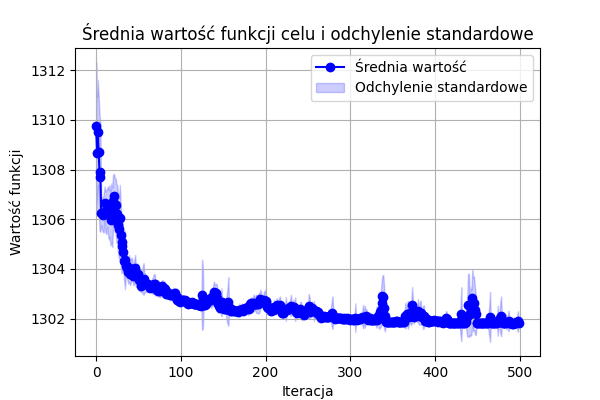 Średnia wartość funkcji celu i odchylenie standardowe
Wartość funkcji
1312
1310
1308
1306
1304
1302
Średnia wartość
Odchylenie standardowe
0 100 200 300 400 500
Iteracja